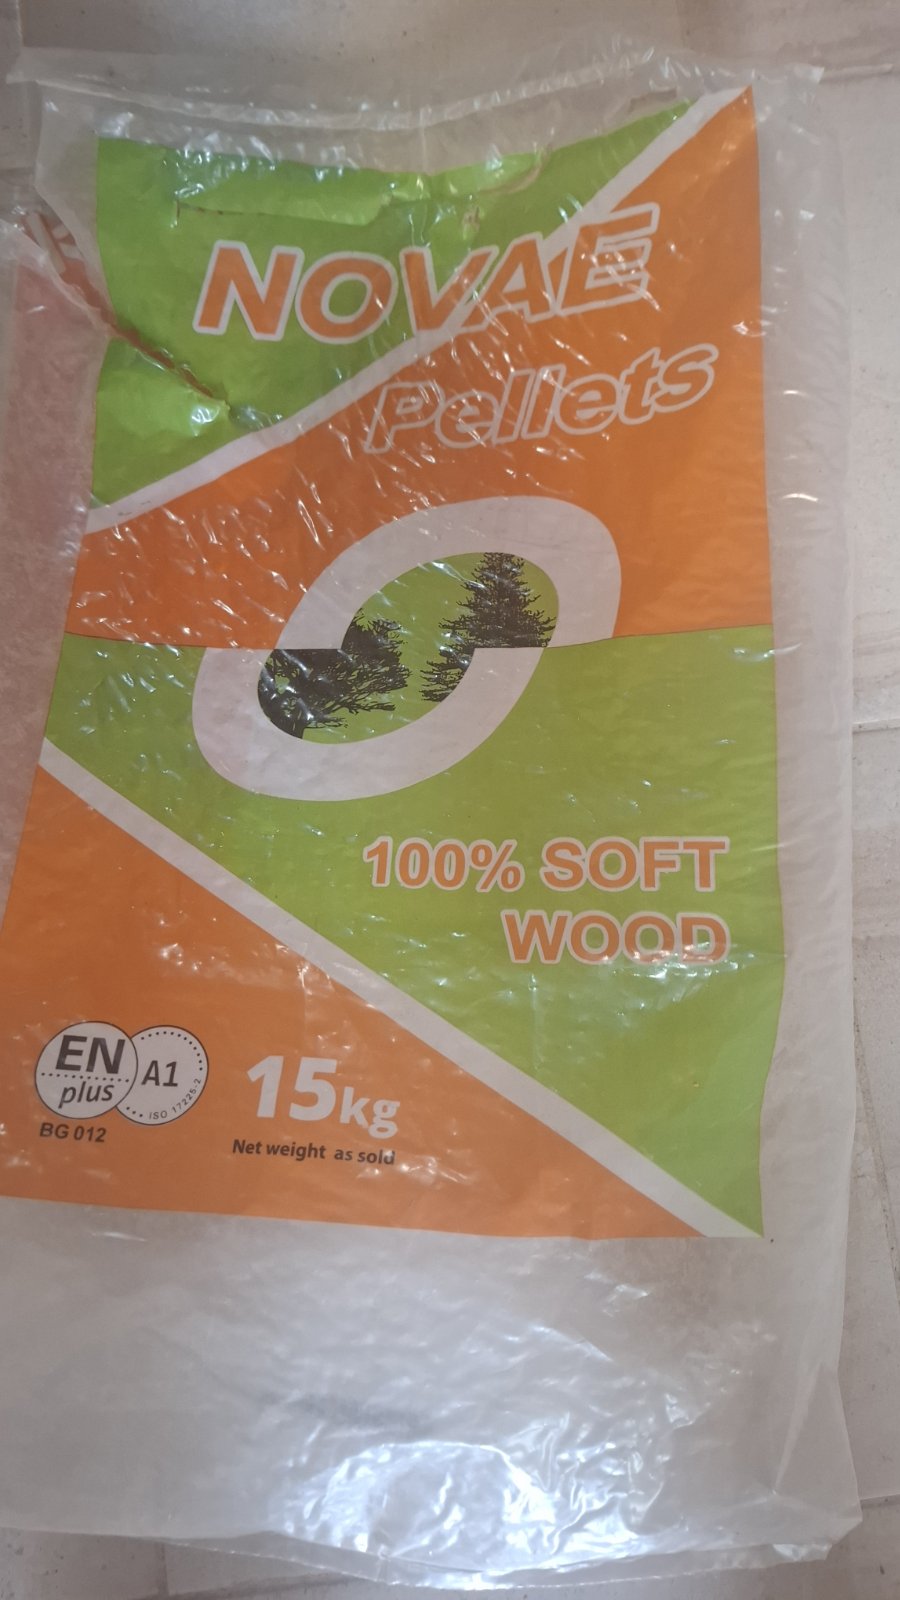 NOVAE
Pellets
100% SOFT
WOOD
EN
plus
A1
ISO 17225-2
BG 012
15kg
Net weight as sold